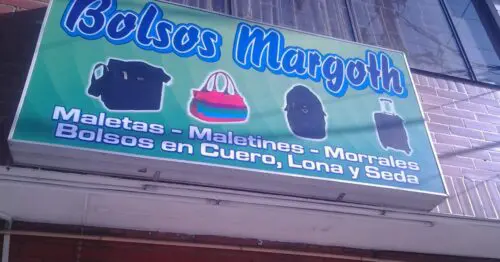 Bolsos Margoth
Maletas - Maletines - Morrales
Bolsos en Cuero, Lona y Seda